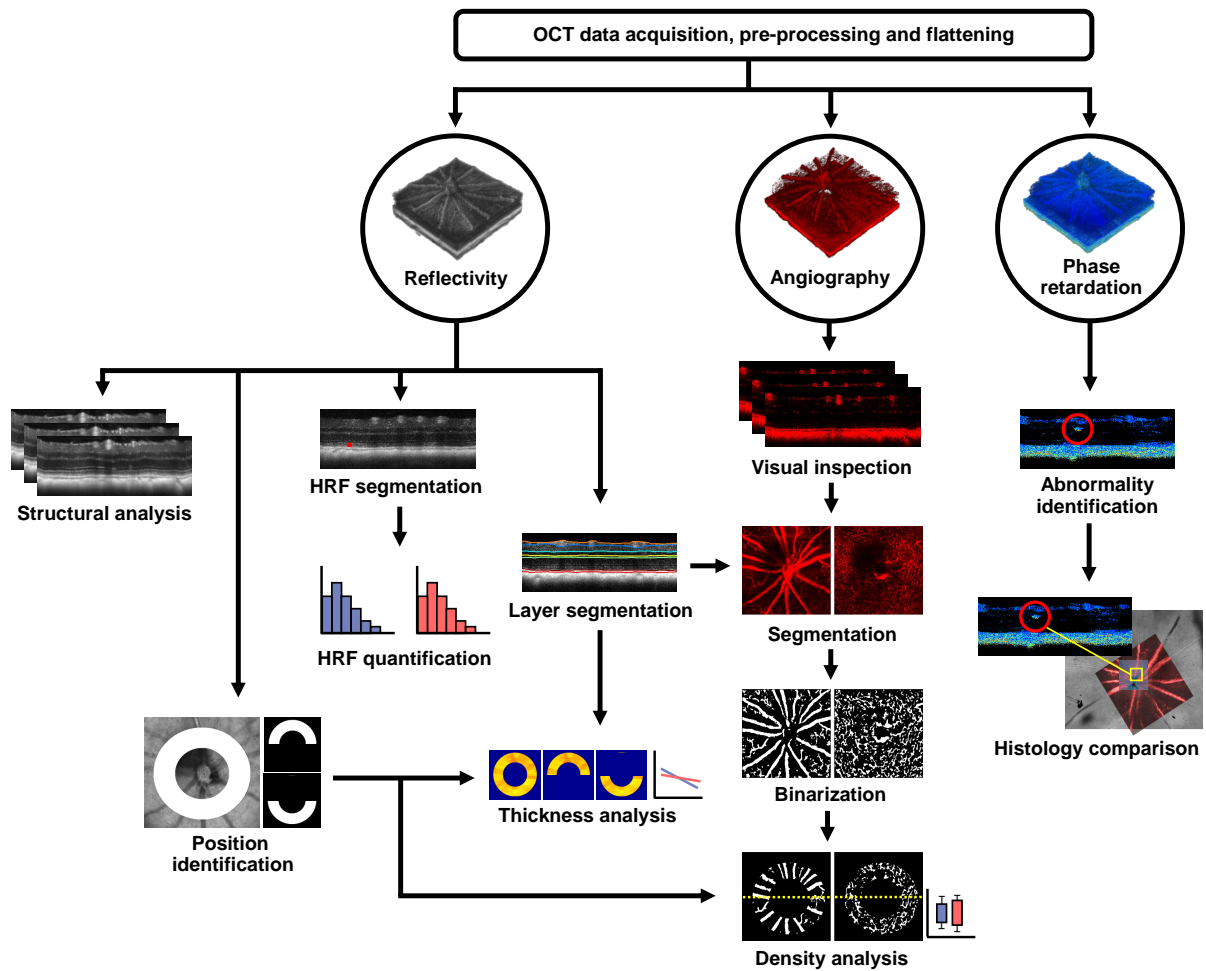 OCT data acquisition, pre-processing and flattening
Reflectivity
Angiography
Phase
retardation
Structural analysis
HRF segmentation
Visual inspection
Abnormality
identification
HRF quantification
Layer segmentation
Segmentation
Histology comparison
Position
identification
Thickness analysis
Binarization
Density analysis